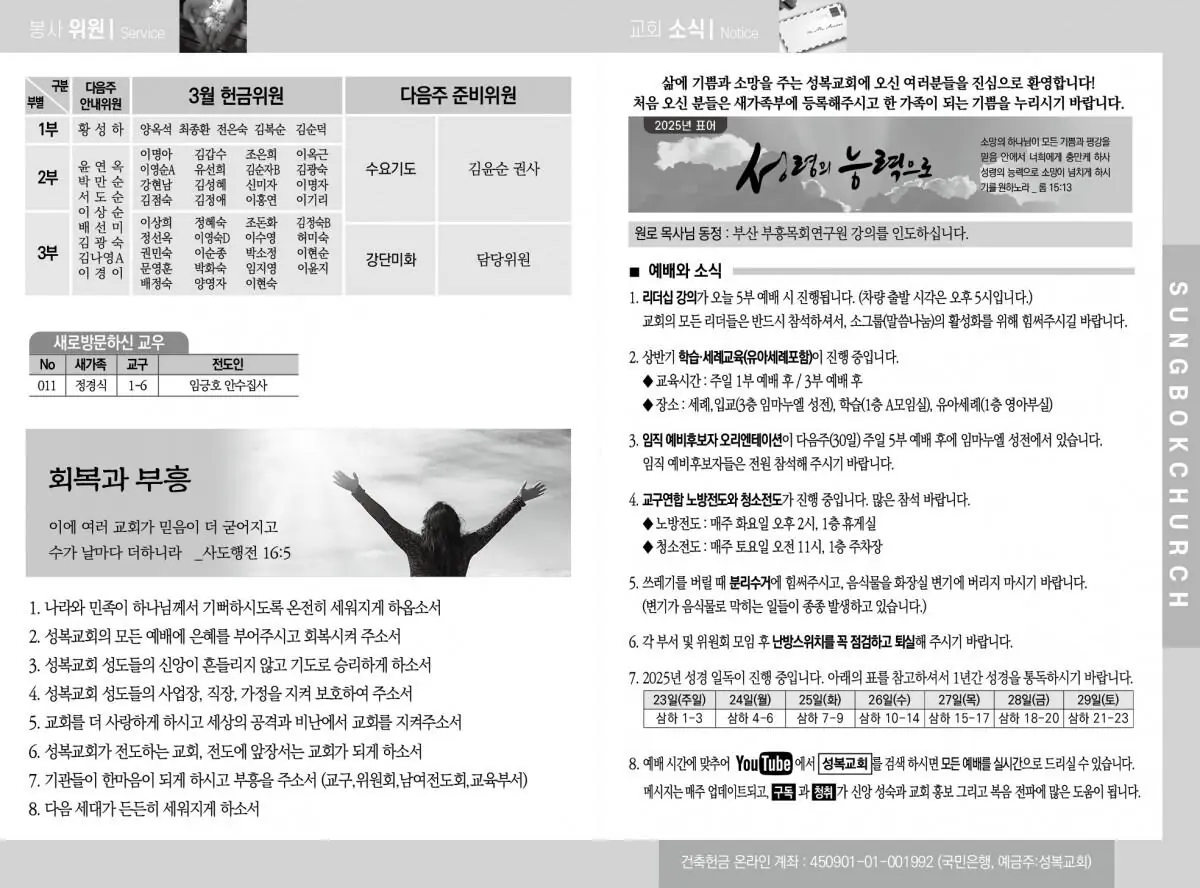 봉사 위원 | Service
구분
부별
다음주
안내위원
3월 헌금위원
다음주 준비위원
1부
황 성 하
양옥석 최종환 전은숙 김복순 김순덕
2부
윤 연 옥
박 만 순
서 도 순
이 상 순
배 선 미
김 광 숙
김나영A
이 경 이
이명아 김갑수 조은희 이옥근
이영순A 유선희 김순자B 김광숙
강현남 김성혜 신미자 이명자
김점숙 김정애 이홍연 이기리
3부
이상희 정혜숙 조돈화 김정숙B
정선옥 이영숙D 이수영 허미숙
권민숙 이순종 박소정 이현순
문영훈 박화숙 임지영 이윤지
배정숙 양영자 이현숙
수요기도
김윤순 권사
강단미화
담당위원
새로방문하신 교우
No 새가족 교구 전도인
011 정경식 1-6 임긍호 안수집사
회복과 부흥
이에 여러 교회가 믿음이 더 굳어지고
수가 날마다 더하니라 _사도행전 16:5
1. 나라와 민족이 하나님께서 기뻐하시도록 온전히 세워지게 하옵소서
2. 성복교회의 모든 예배에 은혜를 부어주시고 회복시켜 주소서
3. 성복교회 성도들의 신앙이 흔들리지 않고 기도로 승리하게 하소서
4. 성복교회 성도들의 사업장, 직장, 가정을 지켜 보호하여 주소서
5. 교회를 더 사랑하게 하시고 세상의 공격과 비난에서 교회를 지켜주소서
6. 성복교회가 전도하는 교회, 전도에 앞장서는 교회가 되게 하소서
7. 기관들이 한마음이 되게 하시고 부흥을 주소서 (교구,위원회,남여전도회,교육부서)
8. 다음 세대가 든든히 세워지게 하소서
교회 소식 | Notice
삶에 기쁨과 소망을 주는 성복교회에 오신 여러분들을 진심으로 환영합니다!
처음 오신 분들은 새가족부에 등록해주시고 한 가족이 되는 기쁨을 누리시기 바랍니다.
2025년 표어
성령의 능력으로
소망의 하나님이 모든 기쁨과 평강을
믿음 안에서 너희에게 충만케 하사
성령의 능력으로 소망이 넘치게 하시
기를 원하노라 _ 롬 15:13
원로 목사님 동정 : 부산 부흥목회연구원 강의를 인도하십니다.
■ 예배와 소식
1. 리더십 강의가 오늘 5부 예배 시 진행됩니다. (차량 출발 시각은 오후 5시입니다.)
교회의 모든 리더들은 반드시 참석하셔서, 소그룹(말씀나눔)의 활성화를 위해 힘써주시길 바랍니다.
2. 상반기 학습·세례교육(유아세례포함)이 진행 중입니다.
◆ 교육시간 : 주일 1부 예배 후 / 3부 예배 후
◆ 장소 : 세례,입교(3층 임마누엘 성전), 학습(1층 A모임실), 유아세례(1층 영아부실)
3. 임직 예비후보자 오리엔테이션이 다음주(30일) 주일 5부 예배 후에 임마누엘 성전에서 있습니다.
임직 예비후보자들은 전원 참석해 주시기 바랍니다.
4. 교구연합 노방전도와 청소전도가 진행 중입니다. 많은 참석 바랍니다.
◆ 노방전도 : 매주 화요일 오후 2시, 1층 휴게실
◆ 청소전도 : 매주 토요일 오전 11시, 1층 주차장
5. 쓰레기를 버릴 때 분리수거에 힘써주시고, 음식물을 화장실 변기에 버리지 마시기 바랍니다.
(변기가 음식물로 막히는 일들이 종종 발생하고 있습니다.)
6. 각 부서 및 위원회 모임 후 난방스위치를 꼭 점검하고 퇴실해 주시기 바랍니다.
7. 2025년 성경 일독이 진행 중입니다. 아래의 표를 참고하셔서 1년간 성경을 통독하시기 바랍니다.
23일(주일) 24일(월) 25일(화) 26일(수) 27일(목) 28일(금) 29일(토)
삼하 1-3 삼하 4-6 삼하 7-9 삼하 10-14 삼하 15-17 삼하 18-20 삼하 21-23
8. 예배 시간에 맞추어 YouTube 에서 성복교회 를 검색 하시면 모든 예배를 실시간으로 드리실 수 있습니다.
메시지는 매주 업데이트되고, 구독 과 청취 가 신앙 성숙과 교회 홍보 그리고 복음 전파에 많은 도움이 됩니다.
SUNGBOKCHURCH
건축헌금 온라인 계좌 : 450901-01-001992 (국민은행, 예금주:성복교회)